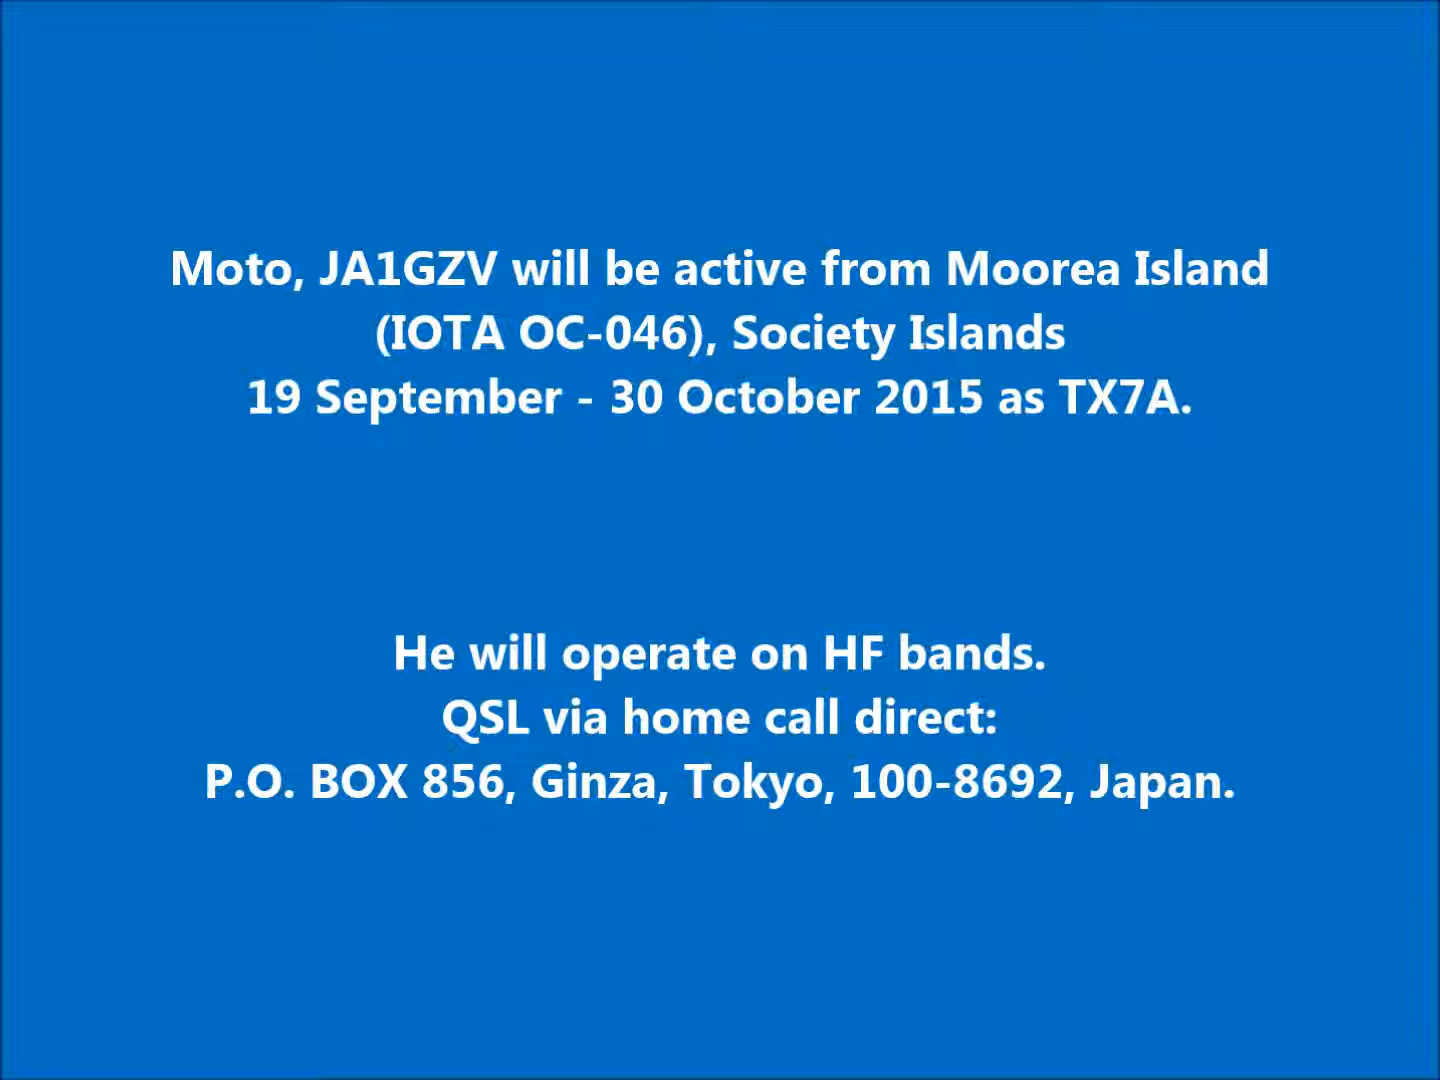 Moto, JA1GZV will be active from Moorea Island
(IOTA OC-046), Society Islands
19 September - 30 October 2015 as TX7A.
He will operate on HF bands.
QSL via home call direct:
P.O. BOX 856, Ginza, Tokyo, 100-8692, Japan.